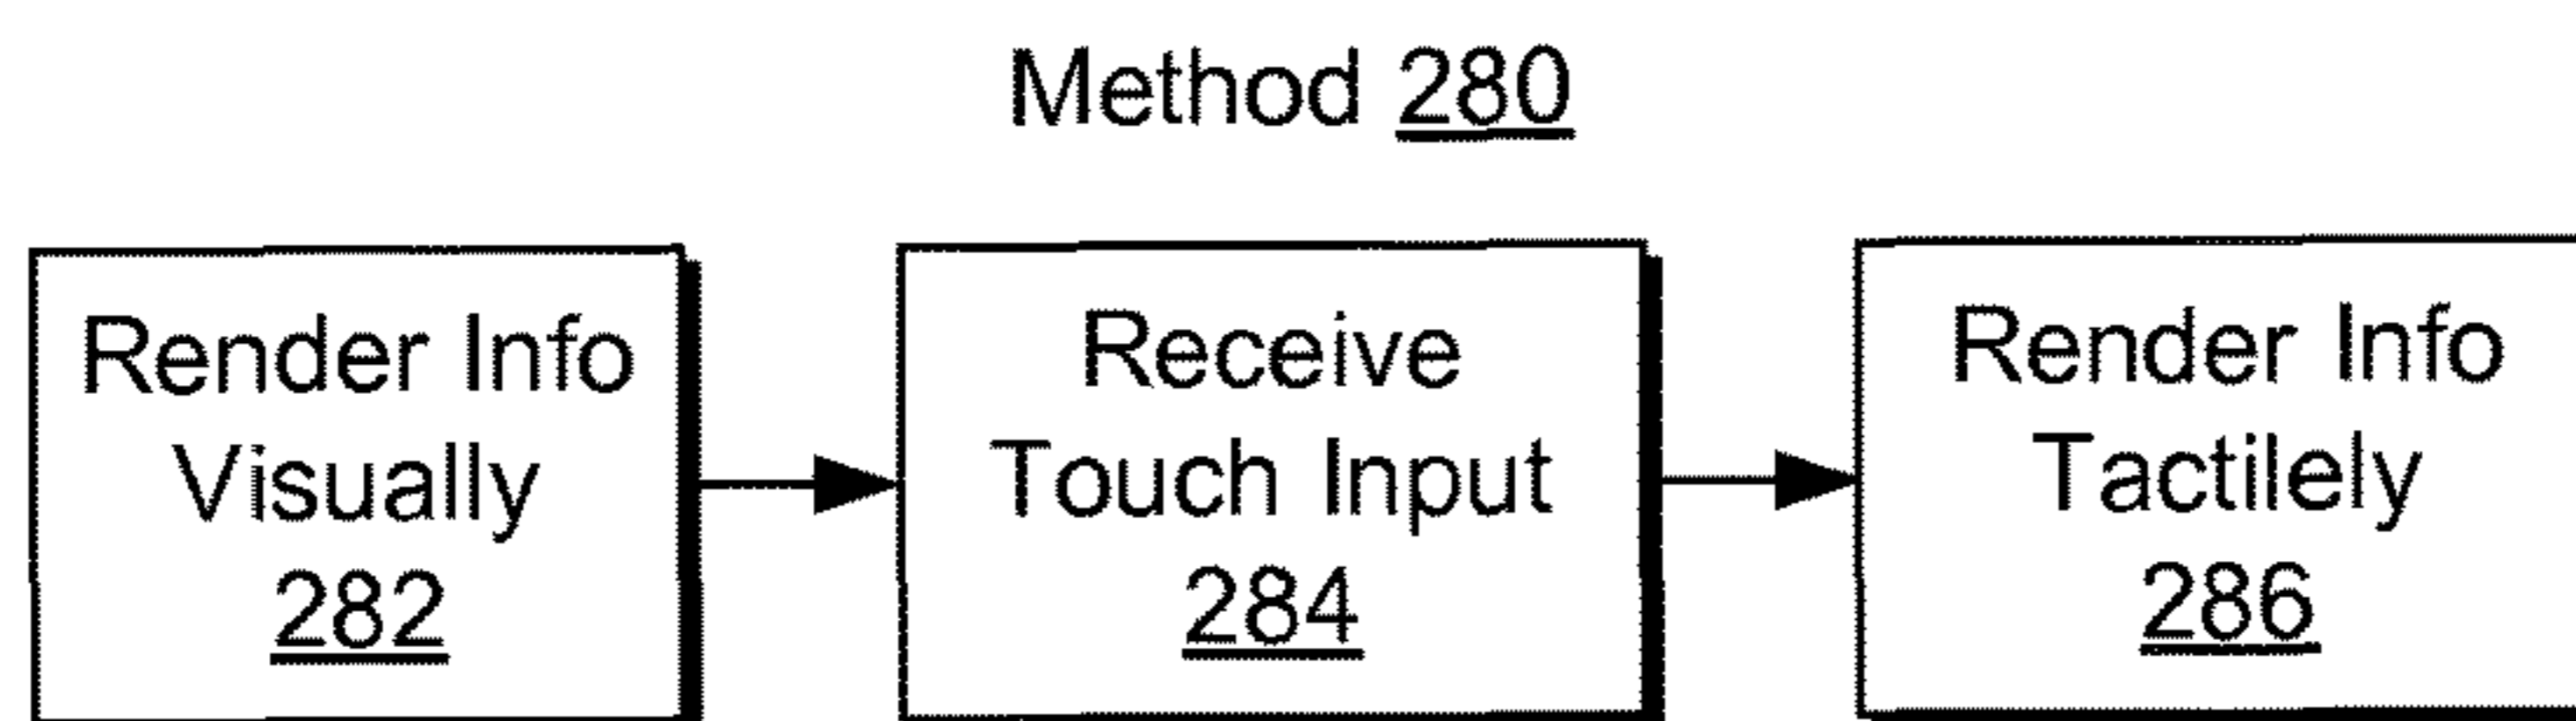 Method 280
Render Info
Visually
282
Receive
Touch Input
284
Render Info
Tactilely
286